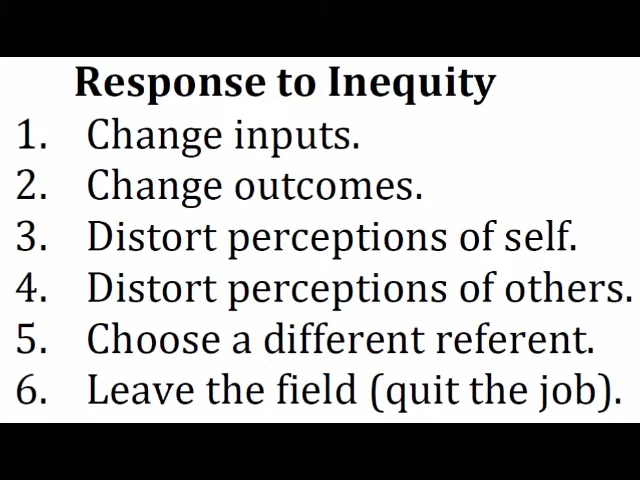 Response to Inequity
1. Change inputs.
2. Change outcomes.
3. Distort perceptions of self.
4. Distort perceptions of others.
5. Choose a different referent.
6. Leave the field (quit the job).